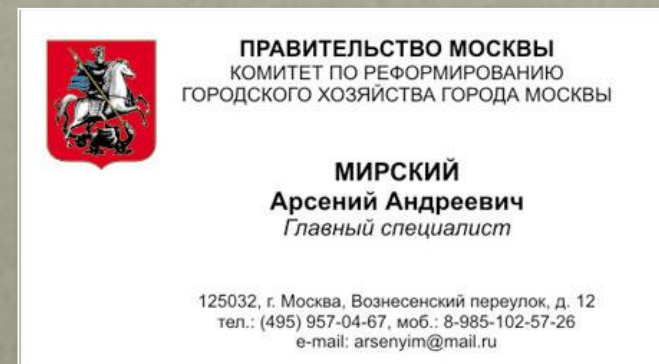 ПРАВИТЕЛЬСТВО МОСКВЫ
КОМИТЕТ ПО РЕФОРМИРОВАНИЮ
ГОРОДСКОГО ХОЗЯЙСТВА ГОРОДА МОСКВЫ
МИРСКИЙ
Арсений Андреевич
Главный специалист
125032, г. Москва, Вознесенский переулок, д. 12
тел.: (495) 957-04-67, моб.: 8-985-102-57-26
e-mail: arsenyim@mail.ru